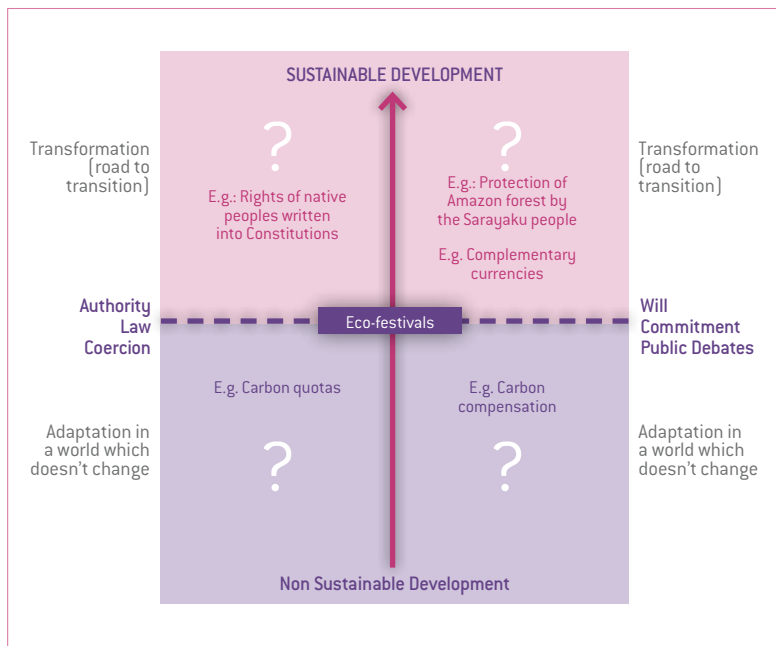 SUSTAINABLE DEVELOPMENT
Transformation
(road to
transition)
?
E.g.: Rights of native
peoples written
into Constitutions
?
E.g.: Protection of
Amazon forest by
the Sarayaku people
E.g. Complementary
currencies
Transformation
(road to
transition)
Authority
Law
Coercion
Eco-festivals
Will
Commitment
Public Debates
Adaptation in
a world which
doesn't change
E.g. Carbon quotas
?
E.g. Carbon
compensation
?
Adaptation in
a world which
doesn't change
Non Sustainable Development